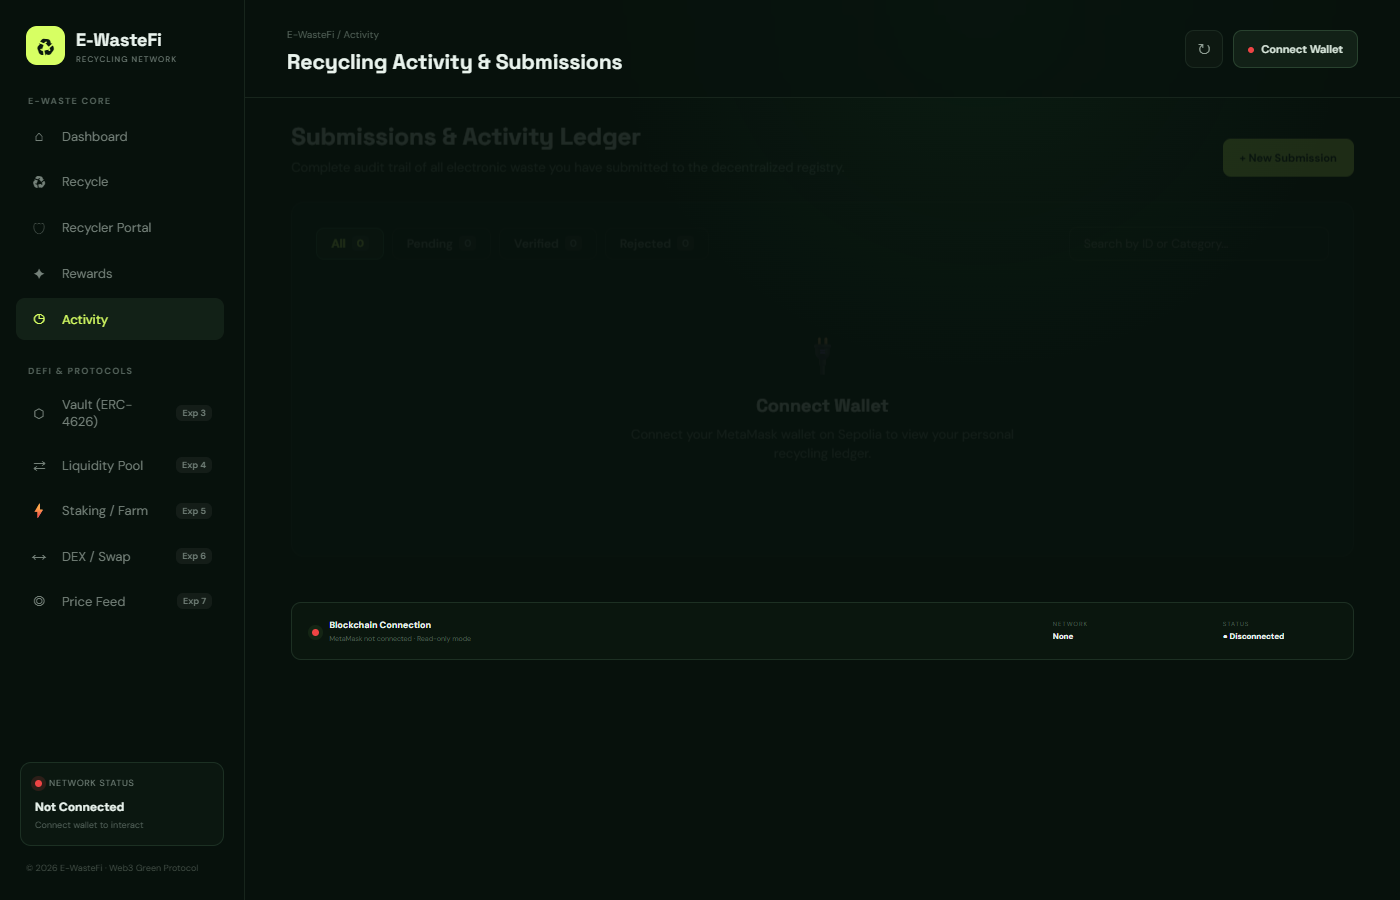 E-WasteFi
RECYCLING NETWORK
E-WASTE CORE
Dashboard
Recycle
Recycler Portal
Rewards
Activity
DEFI & PROTOCOLS
Vault (ERC-
4626)
Exp 3
Liquidity Pool
Exp 4
Staking / Farm
Exp 5
DEX / Swap
Exp 6
Price Feed
Exp 7
NETWORK STATUS
Not Connected
Connect wallet to interact
© 2026 E-WasteFi · Web3 Green Protocol
E-WasteFi / Activity
Recycling Activity & Submissions
Connect Wallet
Submissions & Activity Ledger
Complete audit trail of all electronic waste you have submitted to the decentralized registry.
+ New Submission
All 0
Pending 0
Verified 0
Rejected 0
Search by ID or Category...
Connect Wallet
Connect your MetaMask wallet on Sepolia to view your personal
recycling ledger.
Blockchain Connection
MetaMask not connected · Read-only mode
NETWORK
None
STATUS
● Disconnected